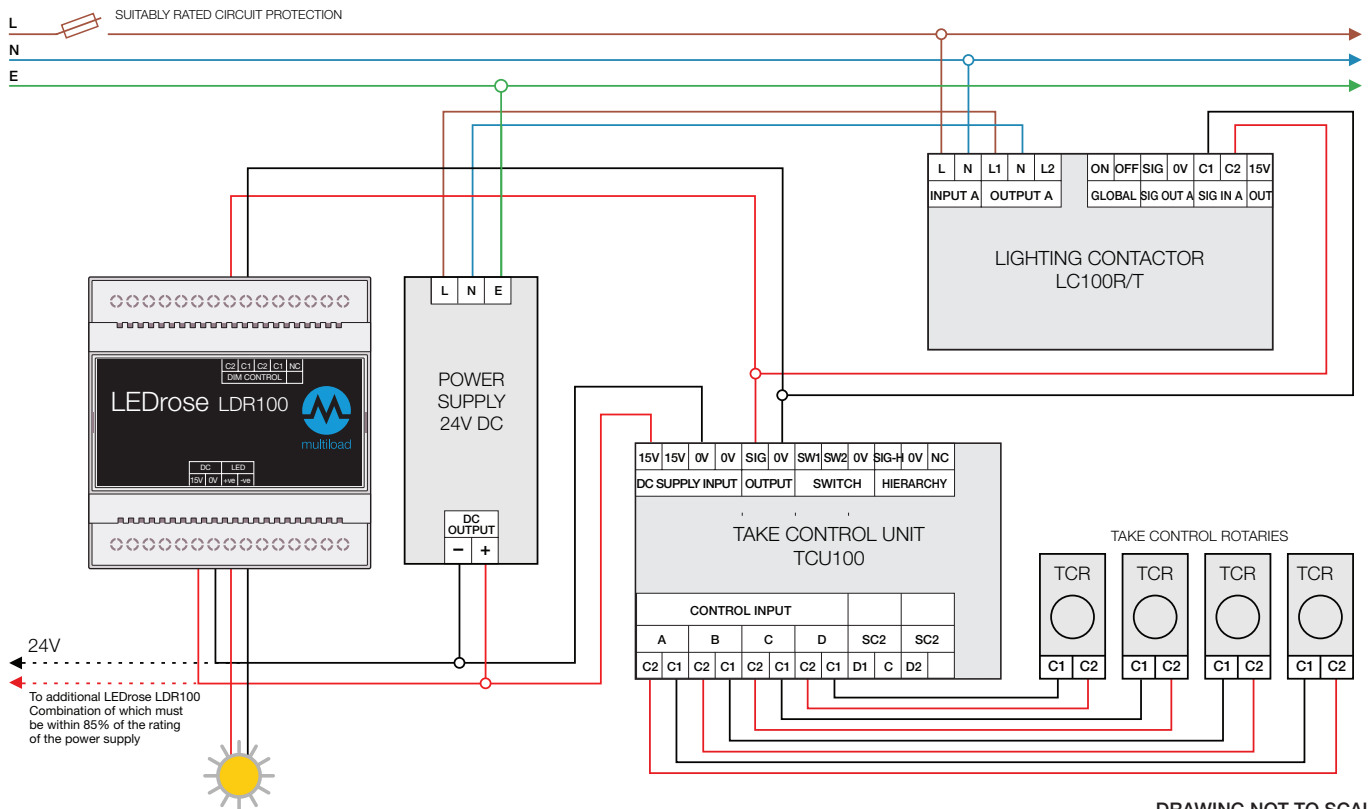 SUITABLY RATED CIRCUIT PROTECTION
L
N
E
L N L1 N L2 ON OFF SIG 0V C1 C2 15V
INPUT A OUTPUT A GLOBAL SIG OUT A SIG IN A OUT
LIGHTING CONTACTOR
LC100R/T
C2 C1 C2 C1 NC
DIM CONTROL
LEDrose LDR100
multiload
DC LED
15V 0V +ve -ve
L N E
POWER
SUPPLY
24V DC
DC
OUTPUT
− +
15V 15V 0V 0V SIG 0V SW1 SW2 0V SIG-H 0V NC
DC SUPPLY INPUT OUTPUT SWITCH HIERARCHY
TAKE CONTROL UNIT
TCU100
CONTROL INPUT
A B C D SC2 SC2
C2 C1 C2 C1 C2 C1 C2 C1 D1 C D2
TAKE CONTROL ROTARIES
TCR TCR TCR TCR
C1 C2 C1 C2 C1 C2 C1 C2
24V
To additional LEDrose LDR100
Combination of which must
be within 85% of the rating
of the power supply
DRAWING NOT TO SCAL